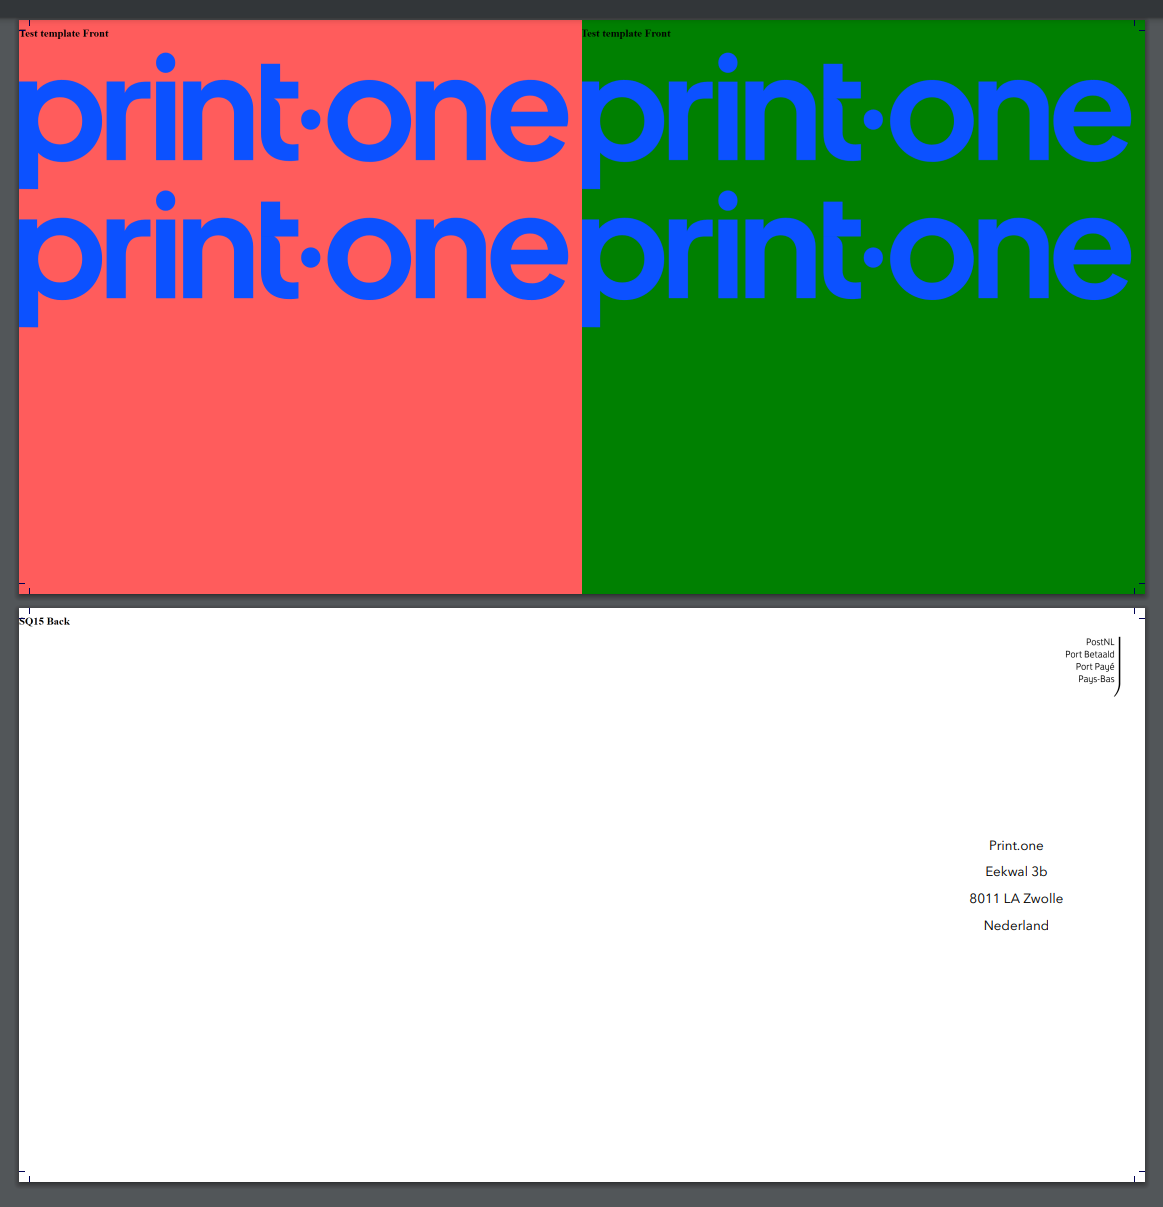 Test template Front
print·one
print·one
Test template Front
print·one
print·one
SQ15 Back
PostNL
Port Betaald
Port Payé
Pays-Bas
Print.one
Eekwal 3b
8011 LA Zwolle
Nederland